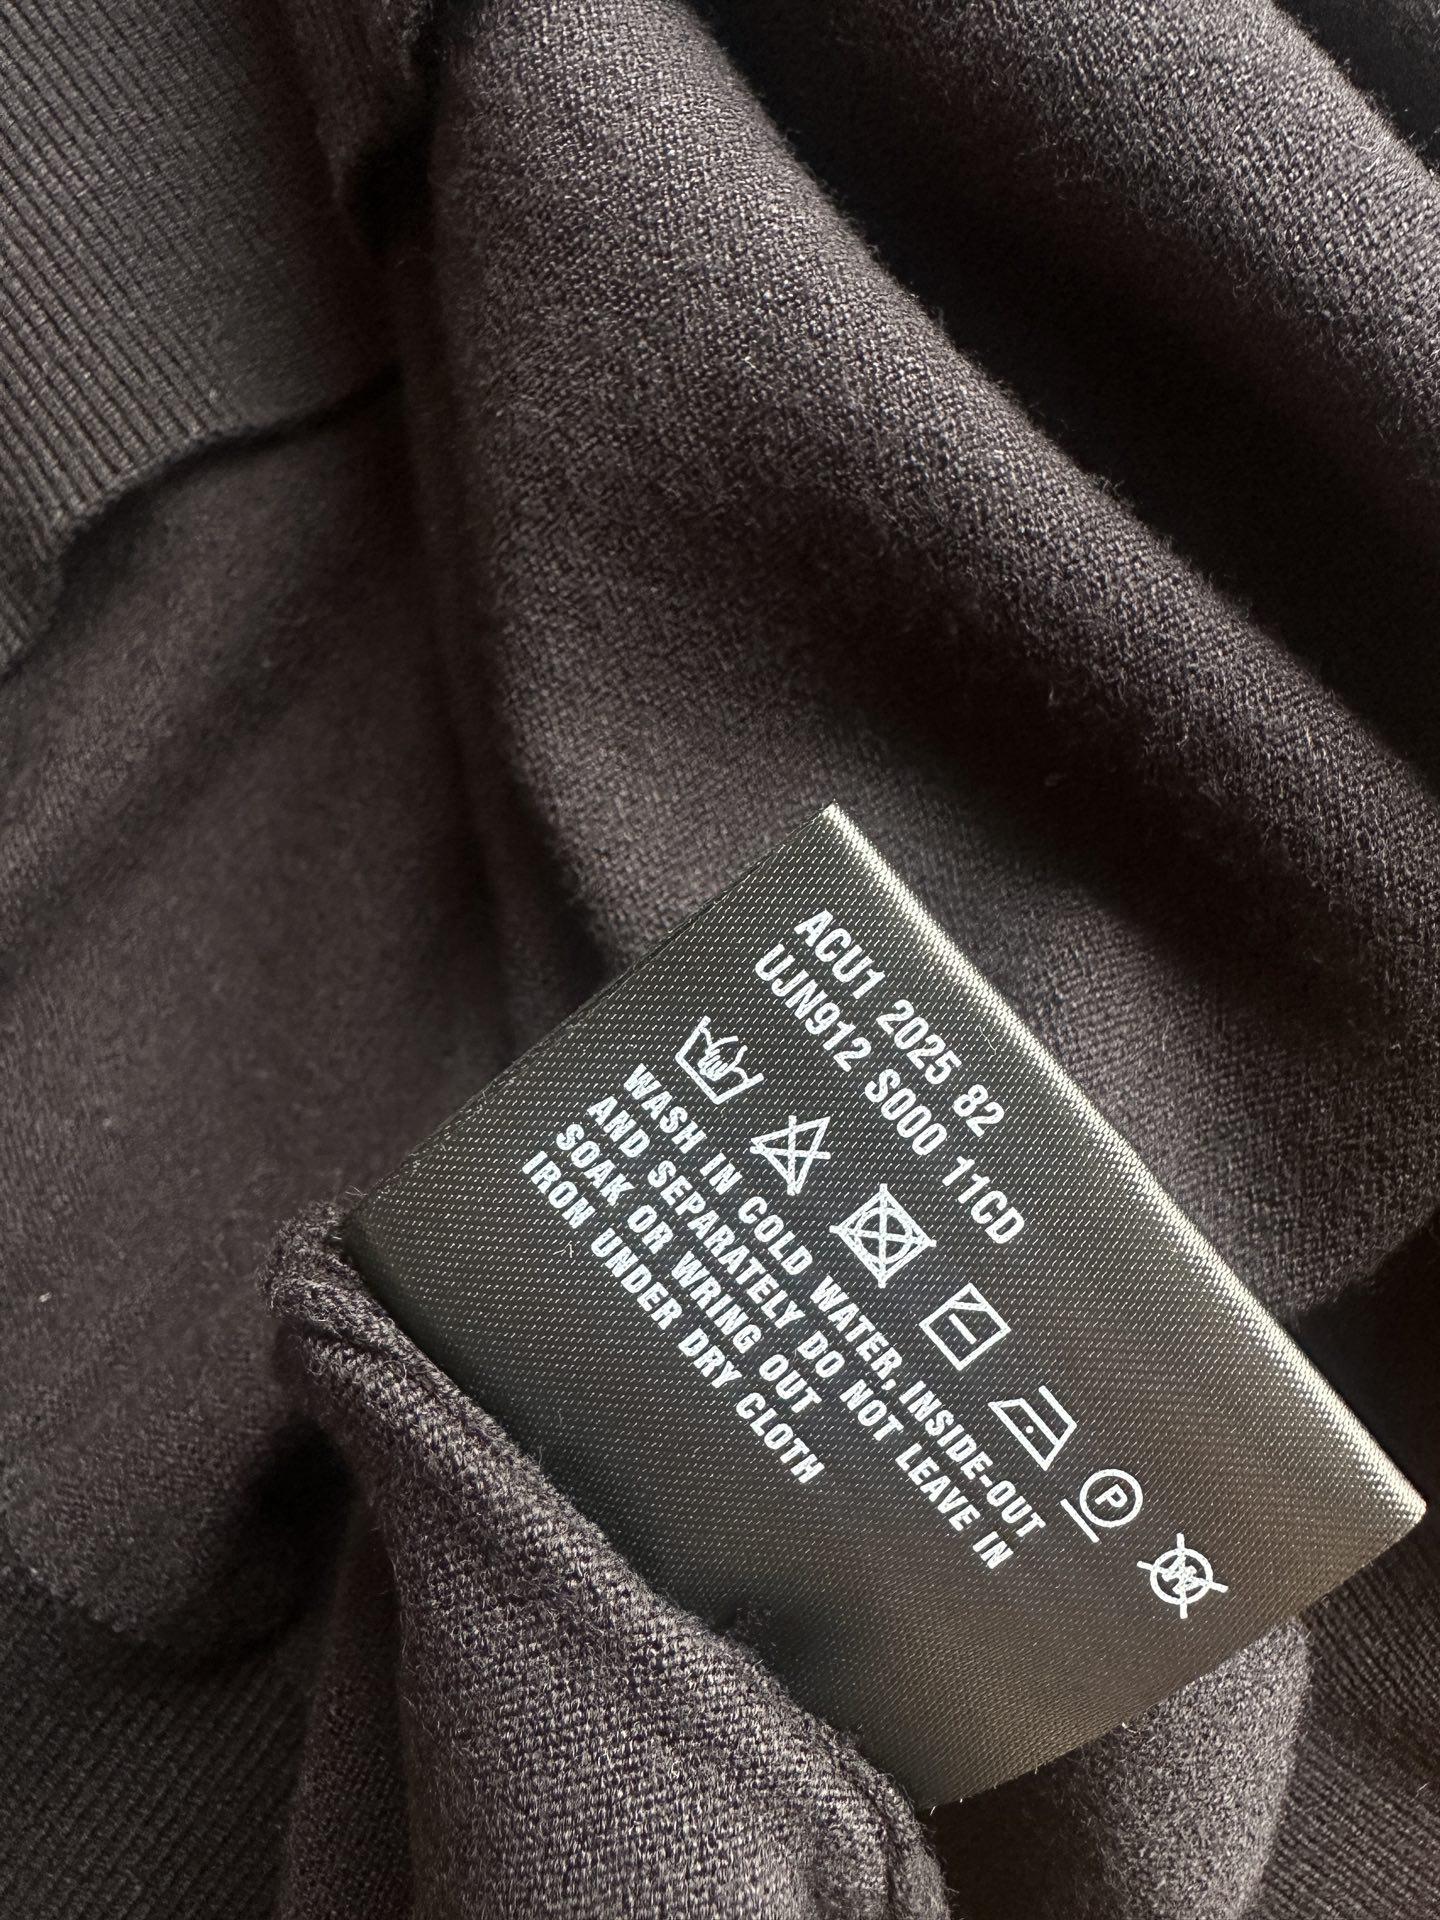 ACU1 2025 82
UJN912 S000 11CD
P
W
WASH IN COLD WATER, INSIDE-OUT
AND SEPARATELY DO NOT LEAVE IN
SOAK OR WRING OUT
IRON UNDER DRY CLOTH